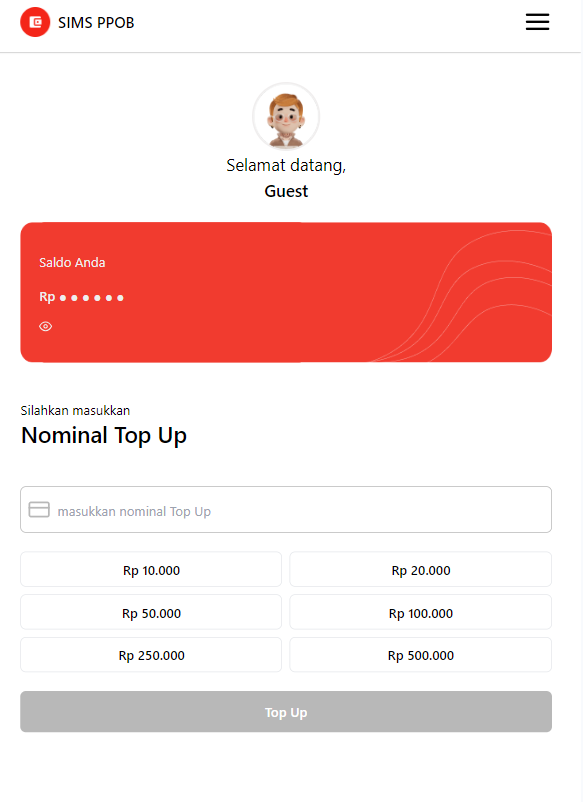 SIMS PPOB
Selamat datang,
Guest
Saldo Anda
Rp ● ● ● ● ● ●
Silahkan masukkan
Nominal Top Up
masukkan nominal Top Up
Rp 10.000
Rp 20.000
Rp 50.000
Rp 100.000
Rp 250.000
Rp 500.000
Top Up